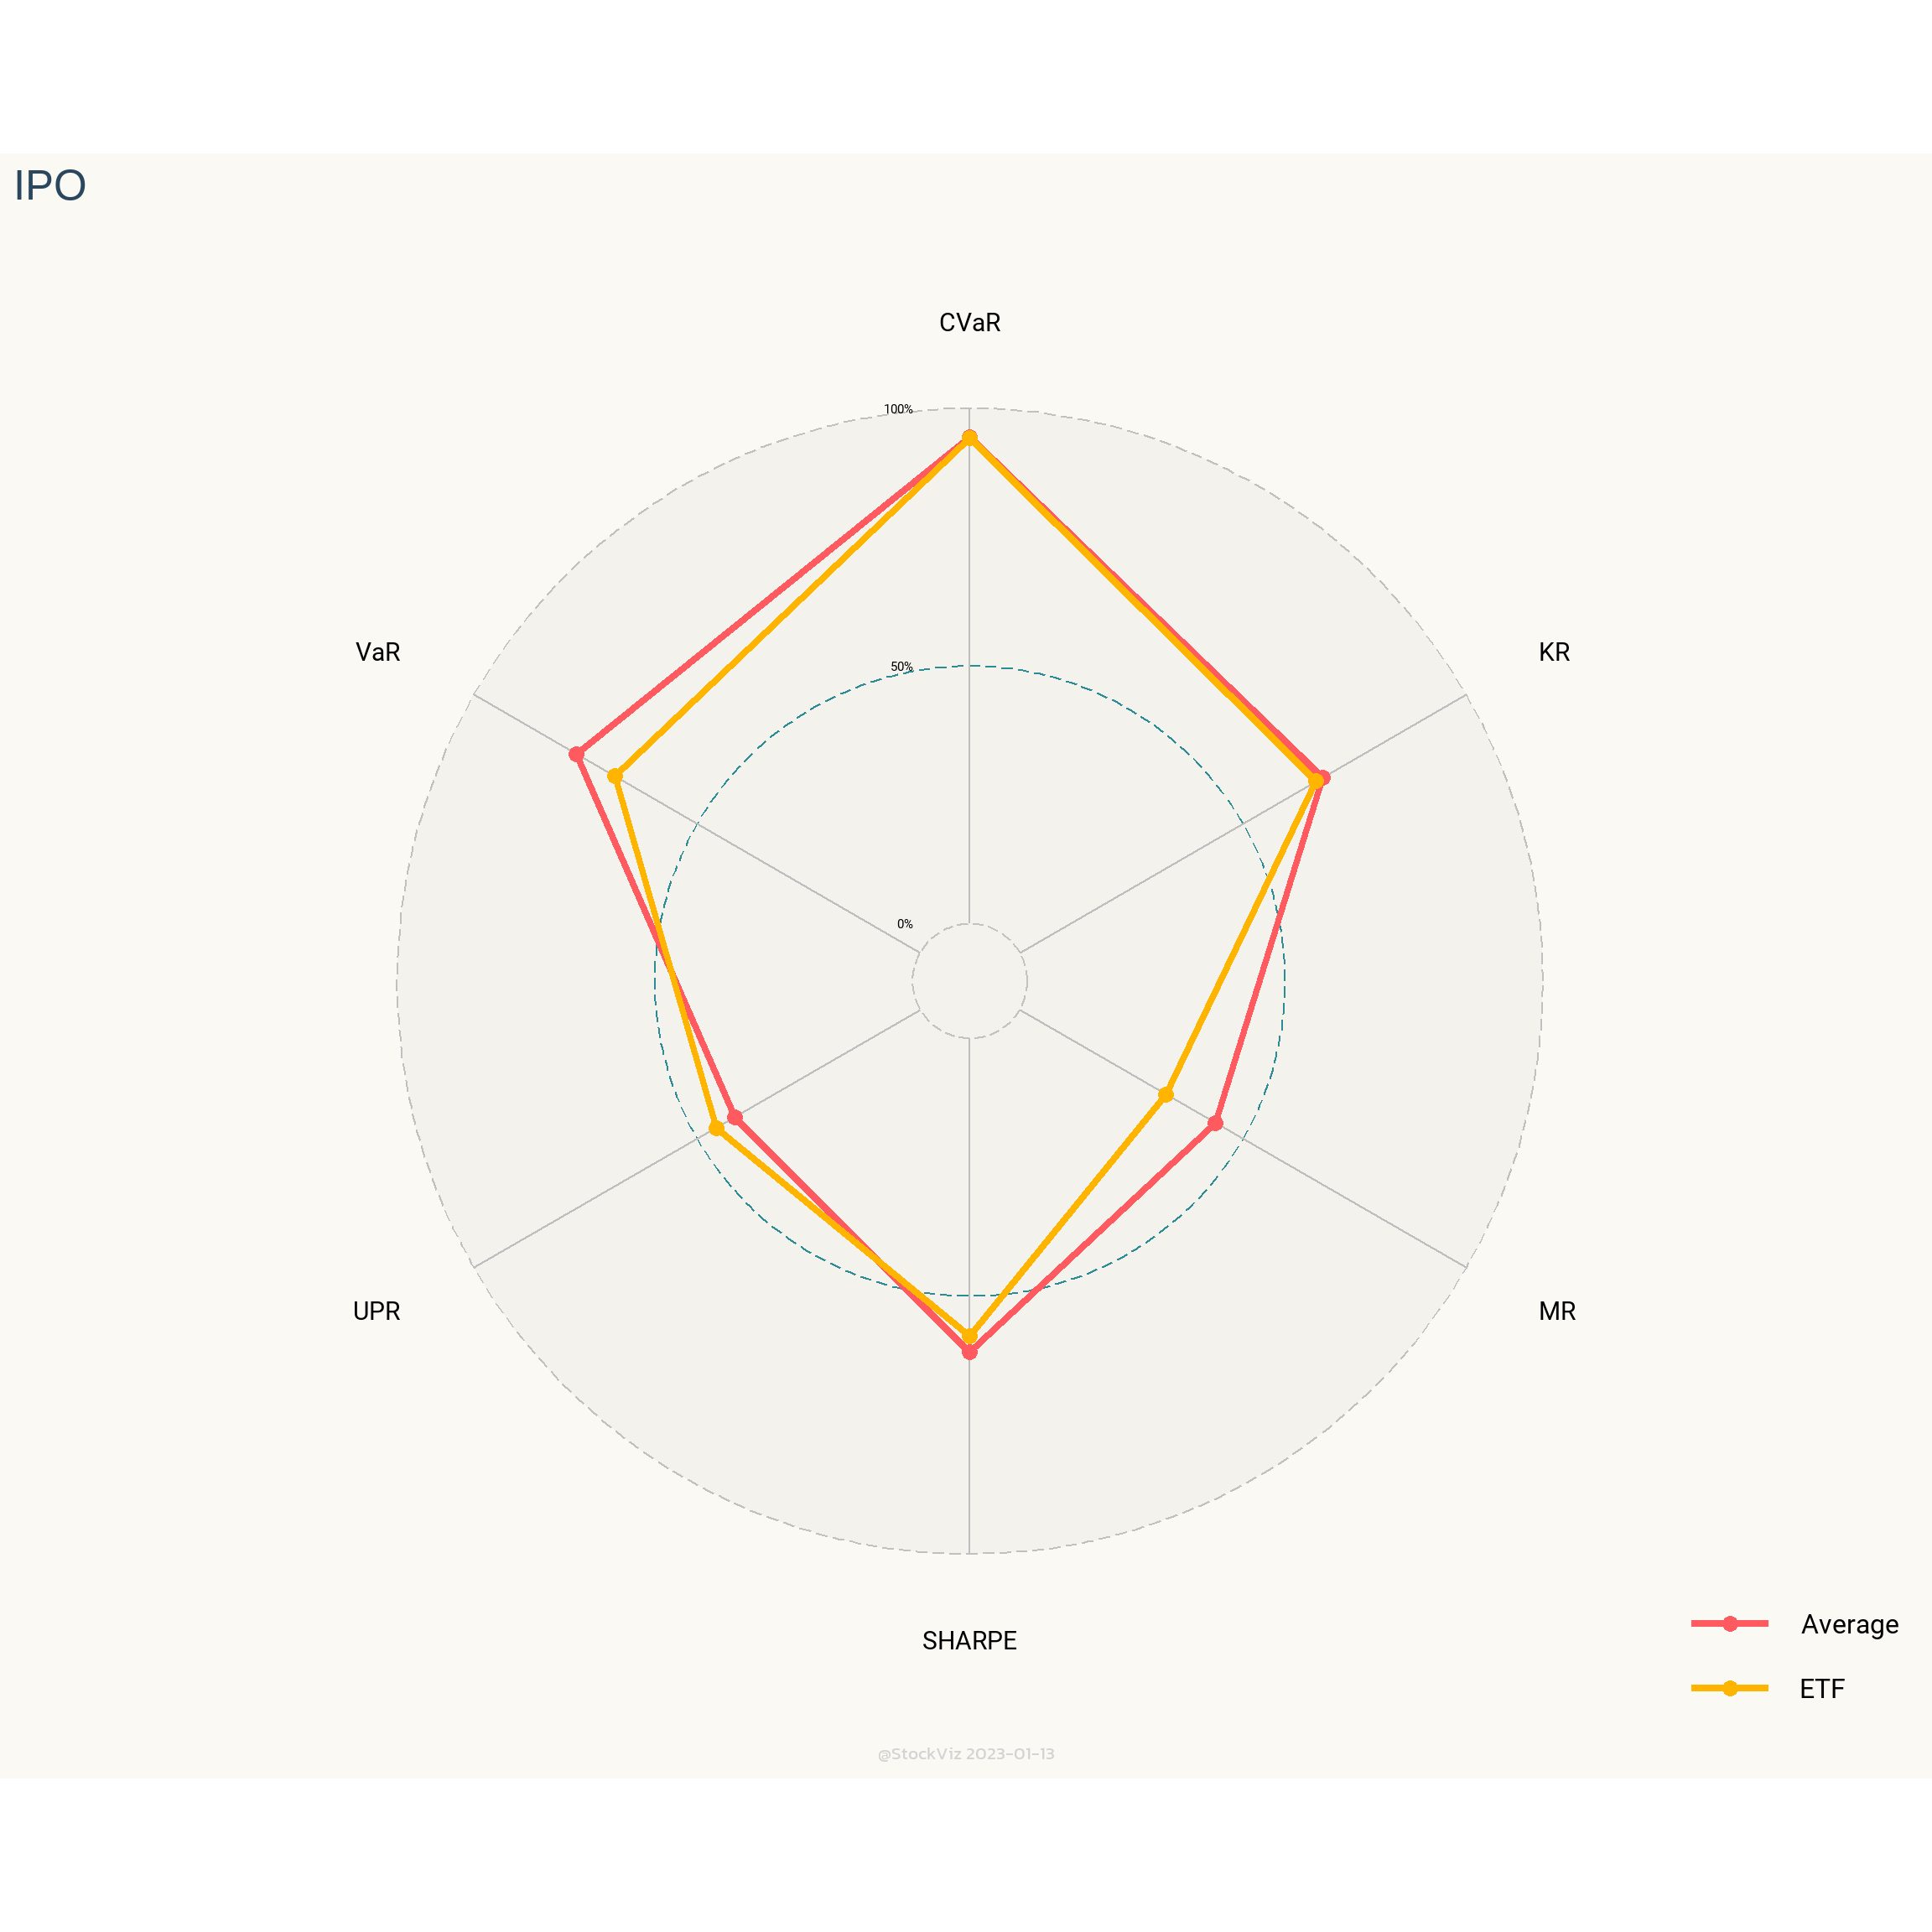 IPO
CVaR
100%
VaR
KR
50%
0%
UPR
MR
SHARPE
Average
ETF
@StockViz 2023-01-13